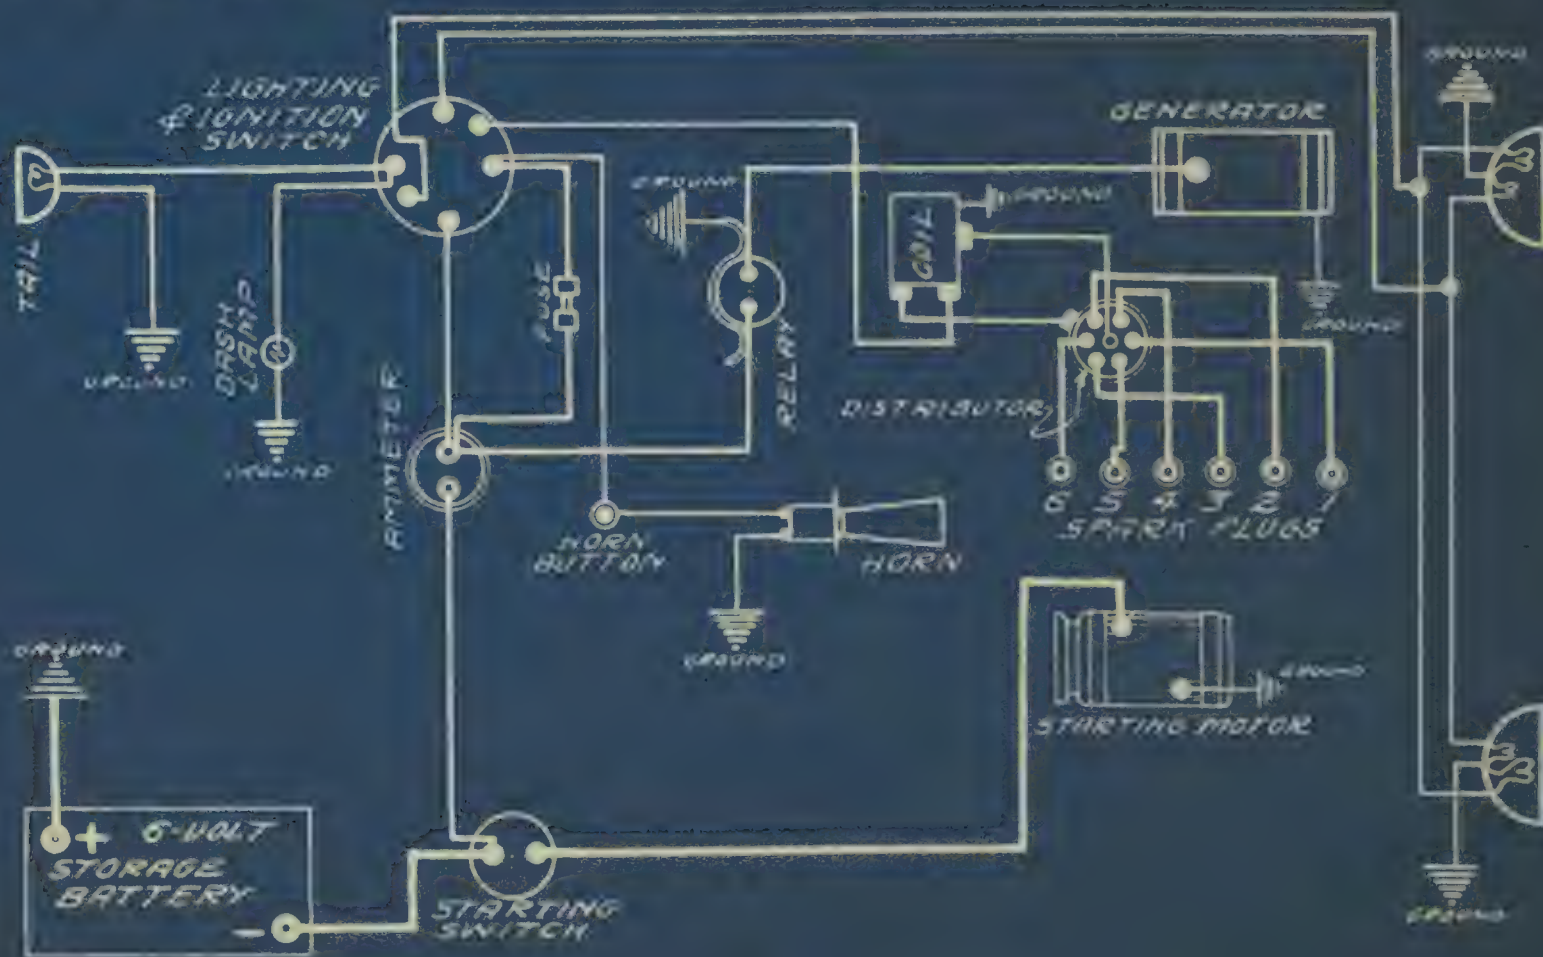 GROUND
LIGHTING
& IGNITION
SWITCH
GENERATOR
GROUND
GROUND
COIL
TAIL
FUSE
GROUND
DASH
LAMP
GROUND
RELAY
AMMETER
DISTRIBUTOR
GROUND
6 5 4 3 2 1
SPARK PLUGS
HORN
BUTTON
HORN
GROUND
GROUND
GROUND
STARTING MOTOR
+ 6-VOLT
STORAGE
BATTERY
-
STARTING
SWITCH
GROUND